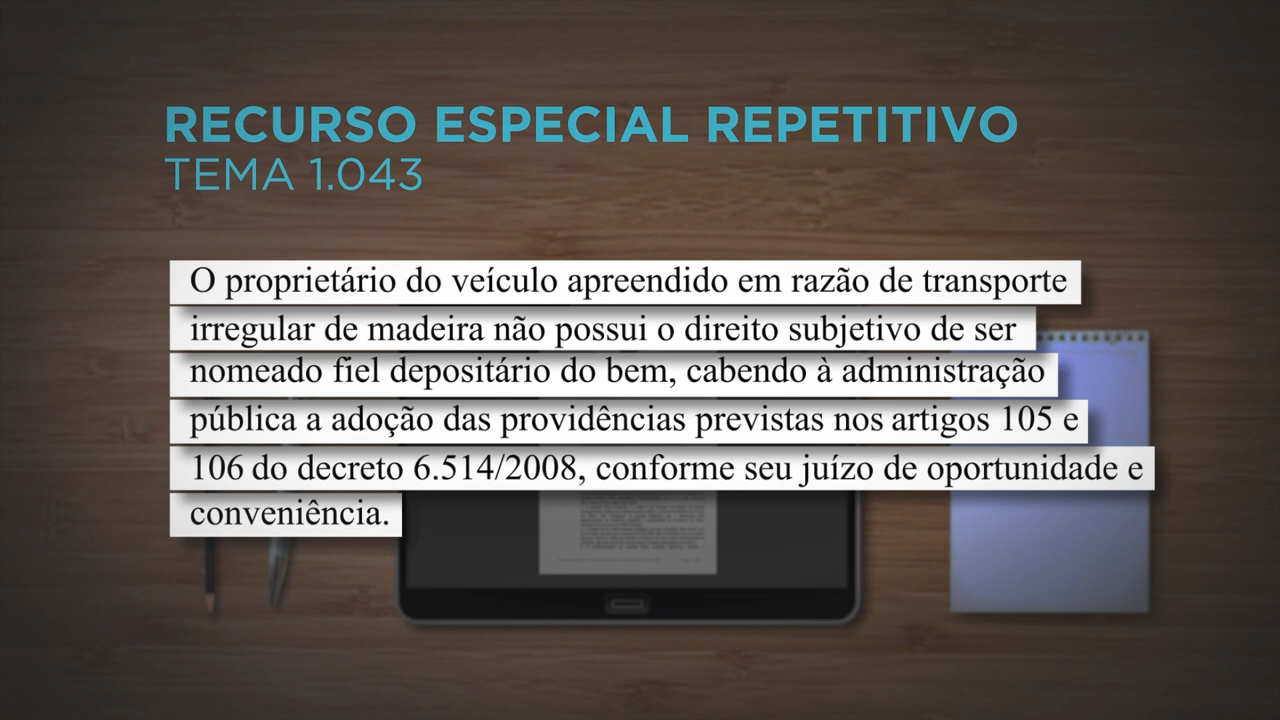 RECURSO ESPECIAL REPETITIVO
TEMA 1.043
O proprietário do veículo apreendido em razão de transporte
irregular de madeira não possui o direito subjetivo de ser
nomeado fiel depositário do bem, cabendo à administração
pública a adoção das providências previstas nos artigos 105 e
106 do decreto 6.514/2008, conforme seu juízo de oportunidade e
conveniência.